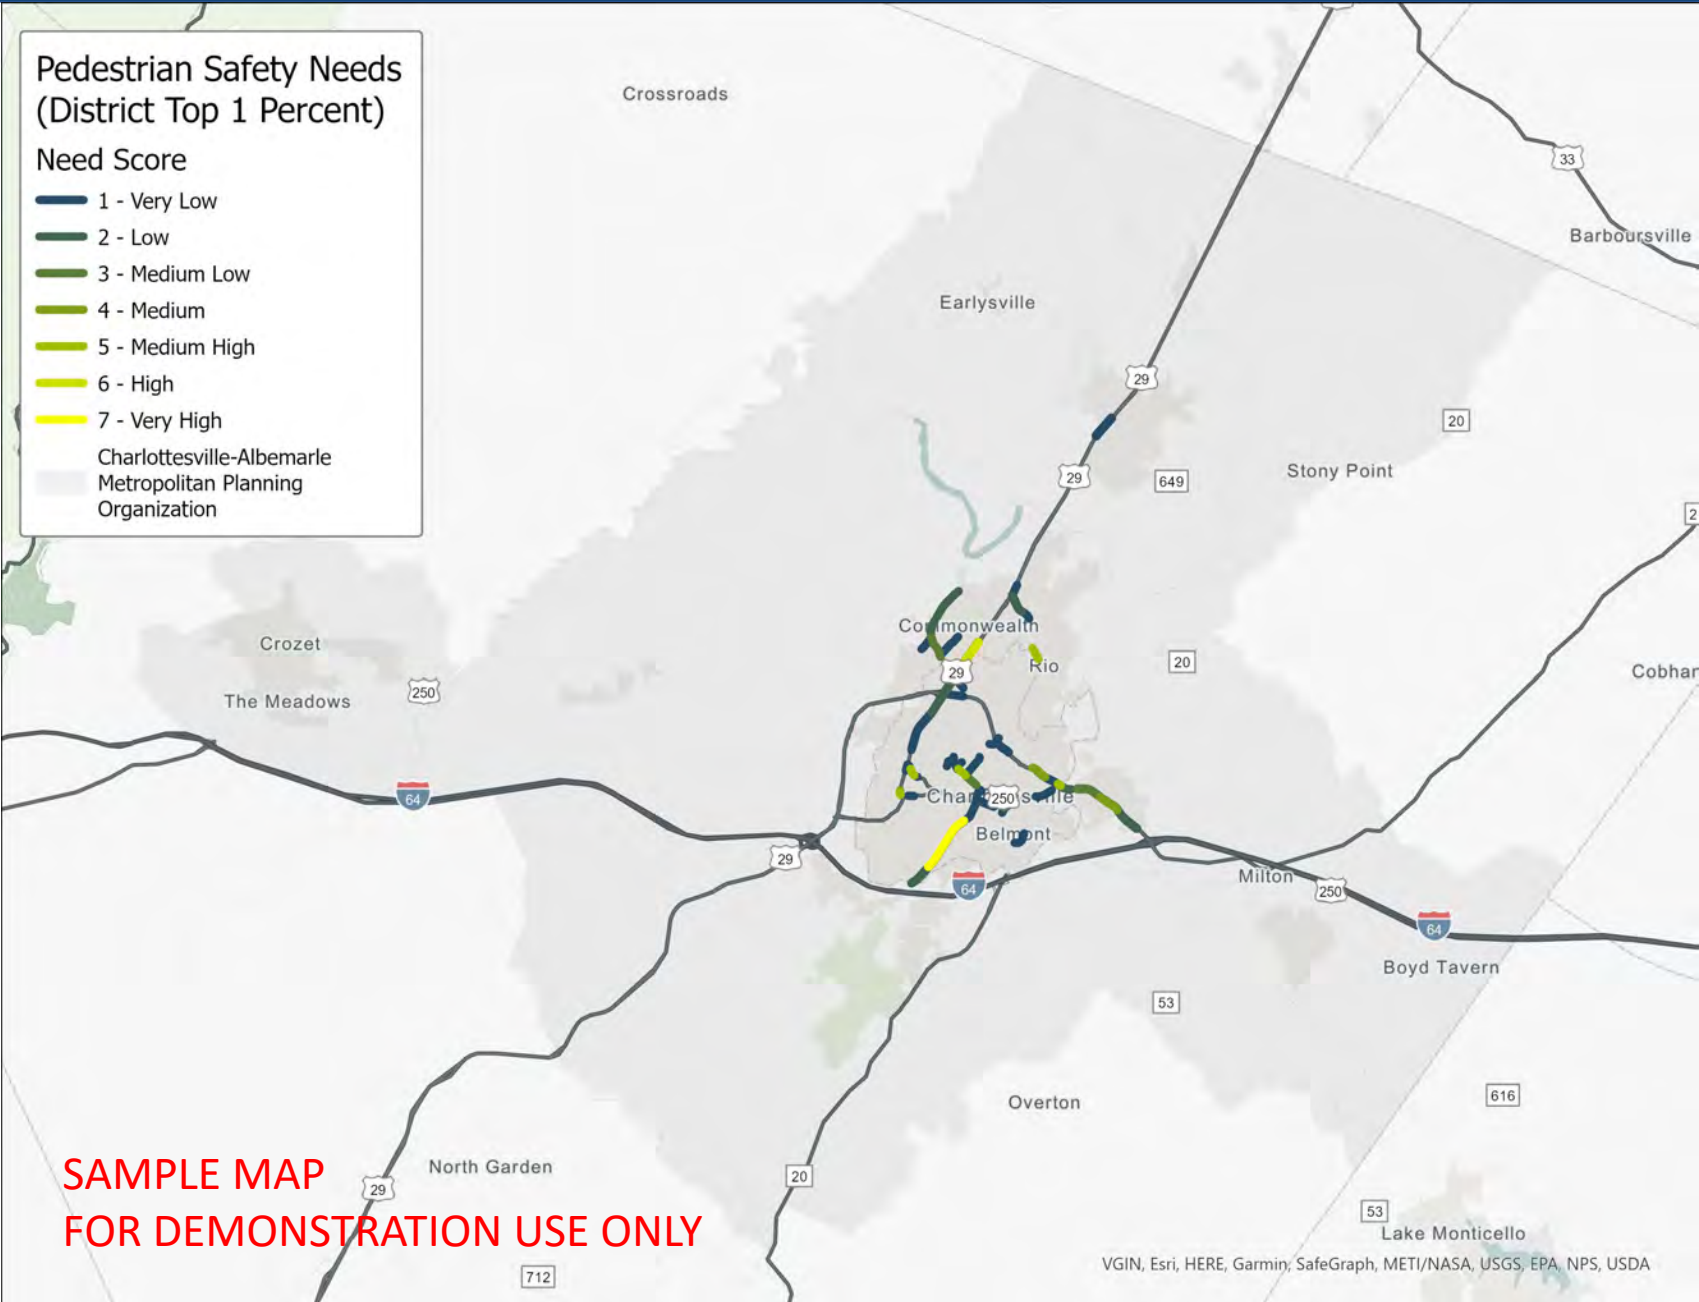 Pedestrian Safety Needs
(District Top 1 Percent)
Need Score
1 - Very Low
2 - Low
3 - Medium Low
4 - Medium
5 - Medium High
6 - High
7 - Very High
Charlottesville-Albemarle
Metropolitan Planning
Organization
Crossroads
33
Barboursville
Earlysville
29
20
29
649
Stony Point
2
Commonwealth
Crozet
Rio
20
29
Cobhar
250
The Meadows
64
250
Belmont
29
64
Milton
250
64
Boyd Tavern
53
616
Overton
North Garden
20
29
53
Lake Monticello
SAMPLE MAP
FOR DEMONSTRATION USE ONLY
712
VGIN, Esri, HERE, Garmin, SafeGraph, METI/NASA, USGS, EPA, NPS, USDA